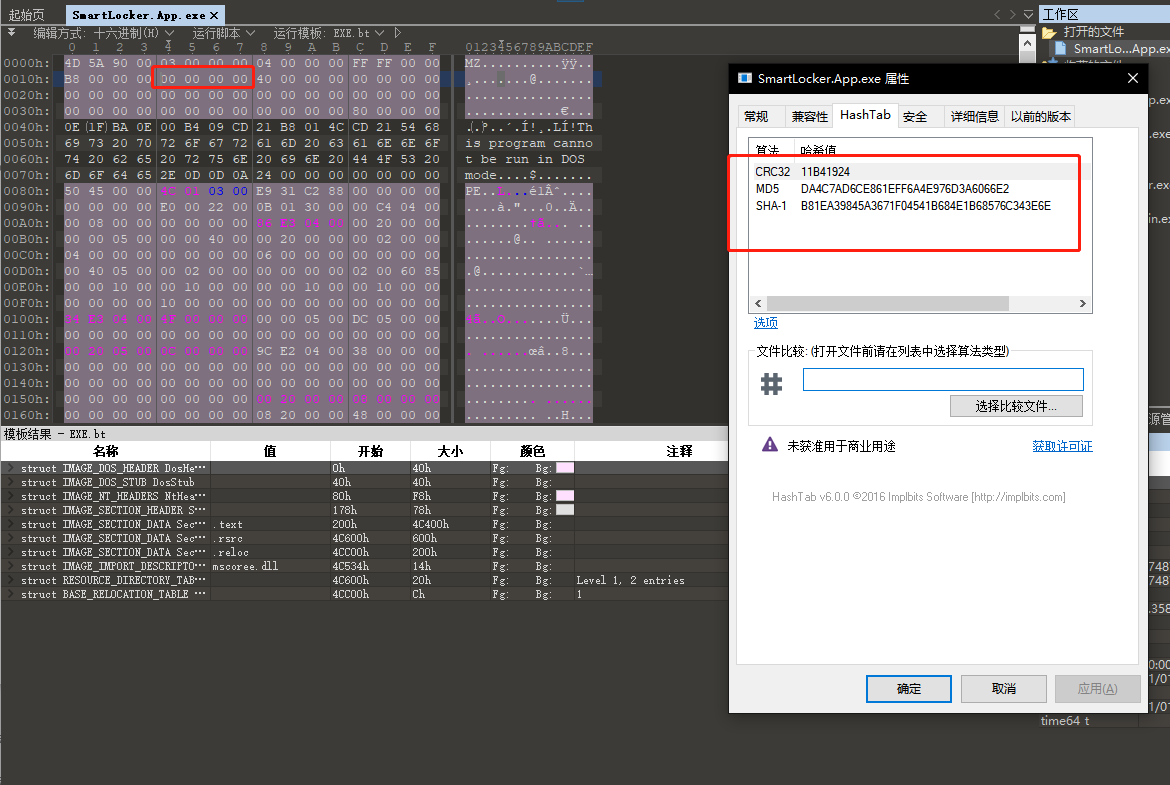 起始页 SmartLocker.App.exe × 工作区
编辑方式: 十六进制(H) 运行脚本 运行模板: EXE.bt 打开的文件
0 1 2 3 4 5 6 7 8 9 A B C D E F 0123456789ABCDEF SmartLo...App.exe
0000h: 4D 5A 90 00 03 00 00 00 04 00 00 00 FF FF 00 00 MZ..........ÿÿ..
0010h: B8 00 00 00 00 00 00 00 40 00 00 00 00 00 00 00
0020h: 00 00 00 00 00 00 00 00 00 00 00 00 00 00 00 00 ................
0030h: 00 00 00 00 00 00 00 00 00 00 00 00 80 00 00 00 ............€...
0040h: 0E (1F) BA 0E 00 B4 09 CD 21 B8 01 4C CD 21 54 68
0050h: 69 73 20 70 72 6F 67 72 61 6D 20 63 61 6E 6E 6F is program canno
0060h: 74 20 62 65 20 72 75 6E 20 69 6E 20 44 4F 53 20 t be run in DOS
0070h: 6D 6F 64 65 2E 0D 0D 0A 24 00 00 00 00 00 00 00 mode....$.......
0080h: 50 45 00 00 4C 01 03 00 E9 31 C2 88 00 00 00 00 PE..L...é1Âˆ....
0090h: 00 00 00 00 E0 00 22 00 0B 01 30 00 00 C4 04 00 ....à."...0..Ä..
00A0h: 00 08 00 00 00 00 00 00 86 E3 04 00 00 20 00 00 ........†ã... ..
00B0h: 00 00 05 00 00 00 40 00 00 20 00 00 00 02 00 00 ......@.. ......
00C0h: 04 00 00 00 00 00 00 00 06 00 00 00 00 00 00 00 ................
00D0h: 00 40 05 00 00 02 00 00 00 00 00 00 02 00 60 85 .@............`…
00E0h: 00 00 10 00 00 10 00 00 00 00 10 00 00 10 00 00 ................
00F0h: 00 00 00 00 10 00 00 00 00 00 00 00 00 00 00 00 ................
0100h: 34 E3 04 00 4F 00 00 00 00 00 05 00 DC 05 00 00 4ã..O.......Ü...
0110h: 00 00 00 00 00 00 00 00 00 00 00 00 00 00 00 00 ................
0120h: 00 20 05 00 0C 00 00 00 9C E2 04 00 38 00 00 00 . ......œâ..8...
0130h: 00 00 00 00 00 00 00 00 00 00 00 00 00 00 00 00 ................
0140h: 00 00 00 00 00 00 00 00 00 00 00 00 00 00 00 00 ................
0150h: 00 00 00 00 00 00 00 00 00 20 00 00 08 00 00 00 ......... ......
0160h: 00 00 00 00 00 00 00 00 08 20 00 00 48 00 00 00 ......... ..H...
模板结果 - EXE.bt
名称 值 开始 大小 颜色 注释
struct IMAGE_DOS_HEADER DosHe··· 0h 40h Fg: Bg:
struct IMAGE_DOS_STUB DosStub 40h 40h Fg: Bg:
struct IMAGE_NT_HEADERS NtHea··· 80h F8h Fg: Bg:
struct IMAGE_SECTION_HEADER S··· 178h 78h Fg: Bg:
struct IMAGE_SECTION_DATA Sec··· .text 200h 4C400h Fg: Bg:
struct IMAGE_SECTION_DATA Sec··· .rsrc 4C600h 600h Fg: Bg:
struct IMAGE_SECTION_DATA Sec··· .reloc 4CC00h 200h Fg: Bg:
struct IMAGE_IMPORT_DESCRIPTO··· mscoree.dll 4C534h 14h Fg: Bg:
struct RESOURCE_DIRECTORY_TAB··· 4C600h 20h Fg: Bg: Level 1, 2 entries
struct BASE_RELOCATION_TABLE ··· 4CC00h Ch Fg: Bg: 1
SmartLocker.App.exe 属性
常规 兼容性 HashTab 安全 详细信息 以前的版本
算法 哈希值
CRC32 11B41924
MD5 DA4C7AD6CE861EFF6A4E976D3A6066E2
SHA-1 B81EA39845A3671F04541B684E1B68576C343E6E
选项
文件比较: (打开文件前请在列表中选择算法类型)
选择比较文件...
未获准用于商业用途 获取许可证
HashTab v6.0.0 ©2016 Implbits Software [http://implbits.com]
确定 取消 应用(A)
time64 t